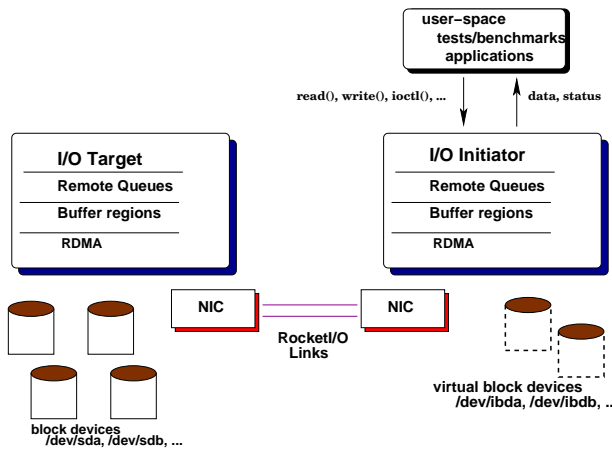 user-space
tests/benchmarks
applications
read(), write(), ioctl(), ...
data, status
I/O Target
Remote Queues
Buffer regions
RDMA
I/O Initiator
Remote Queues
Buffer regions
RDMA
NIC
NIC
RocketI/O
Links
block devices
/dev/sda, /dev/sdb, ...
virtual block devices
/dev/ibda, /dev/ibdb, ...